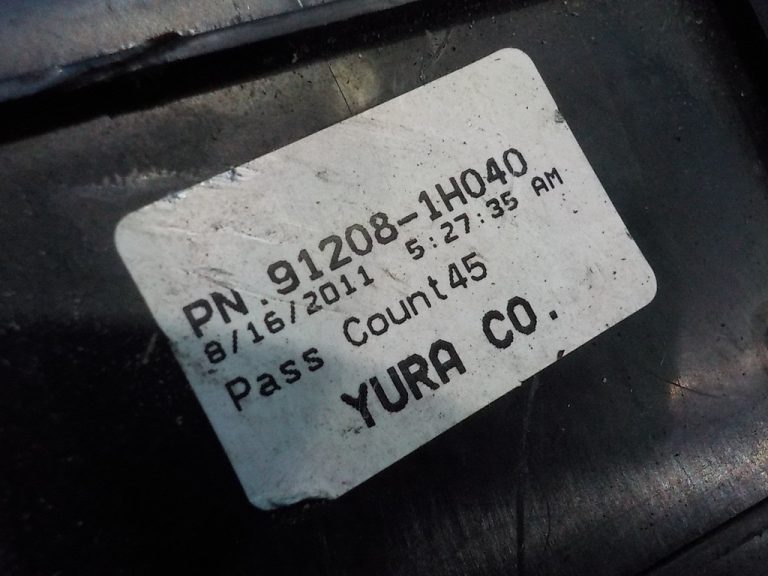 PN.91208-1H040
8/16/2011 5:27:35 AM
Pass Count45
YURA CO.